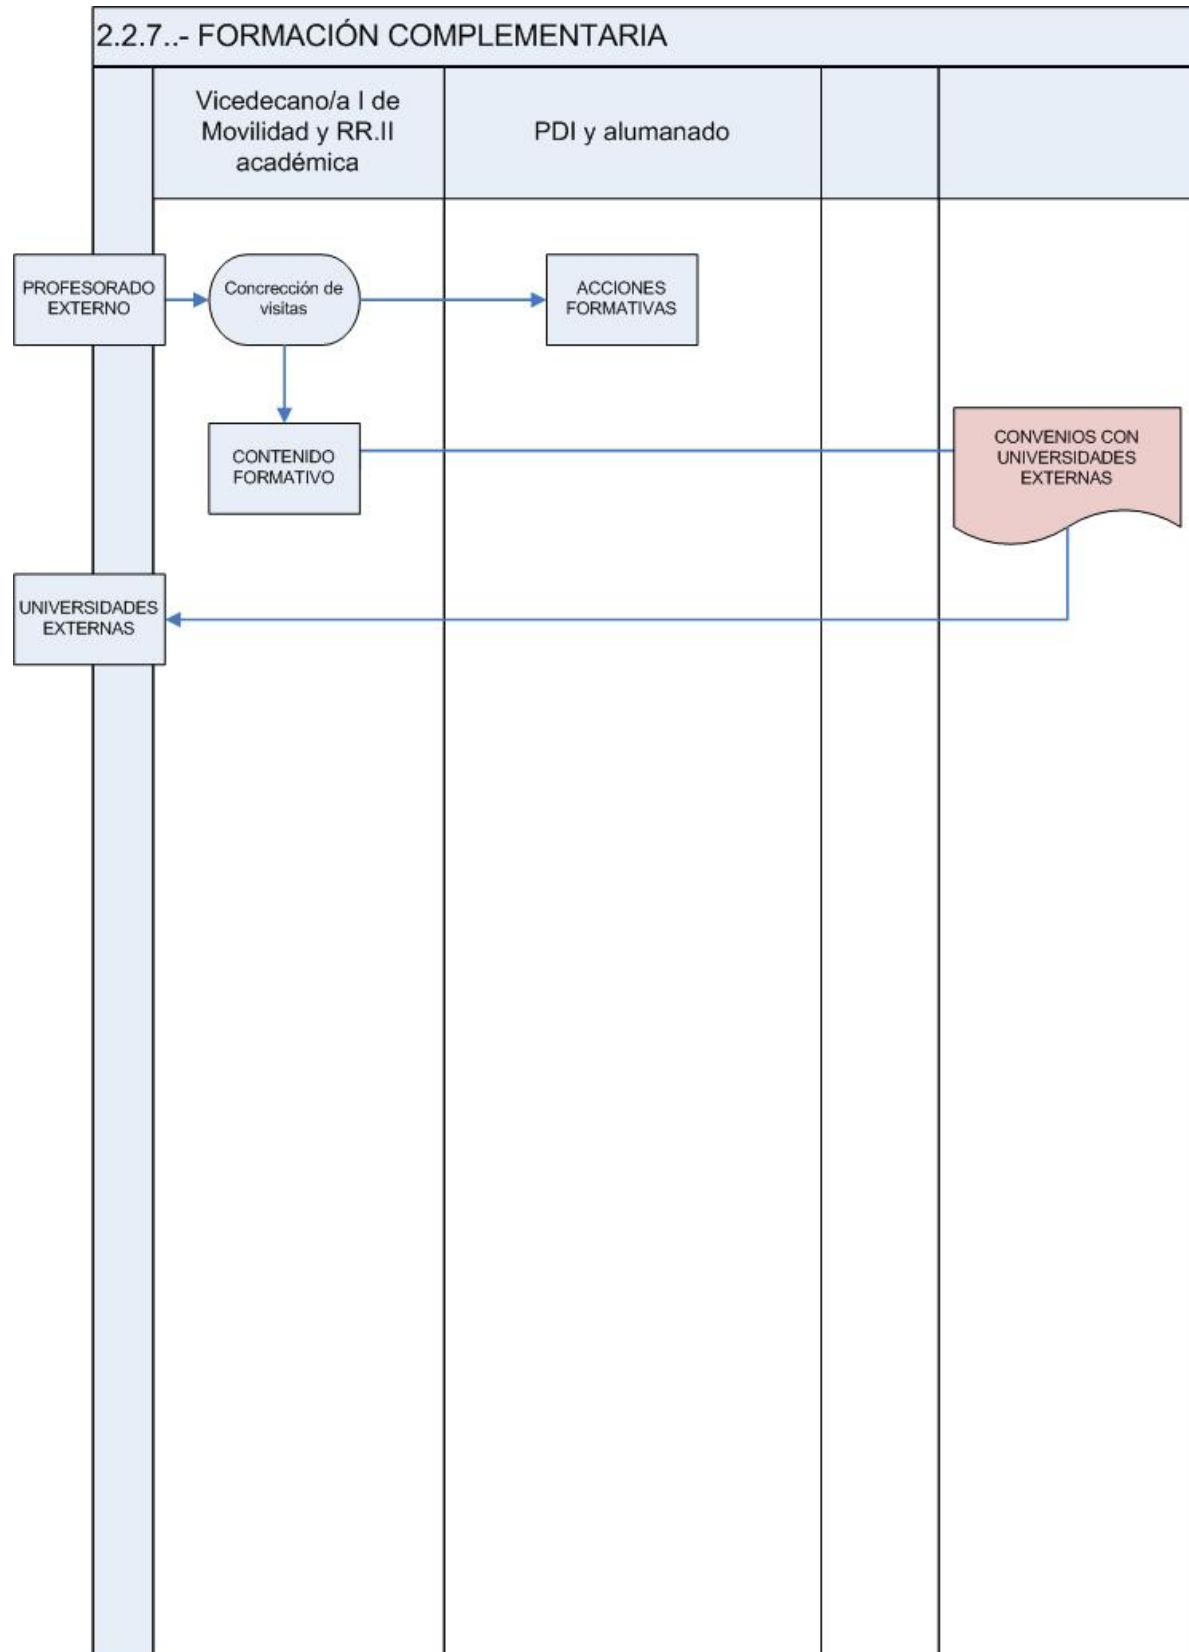 2.2.7..- FORMACIÓN COMPLEMENTARIA
Vicedecano/a I de
Movilidad y RR.II
académica
PDI y alumanado
PROFESORADO
EXTERNO
Concrección de
visitas
ACCIONES
FORMATIVAS
CONTENIDO
FORMATIVO
CONVENIOS CON
UNIVERSIDADES
EXTERNAS
UNIVERSIDADES
EXTERNAS